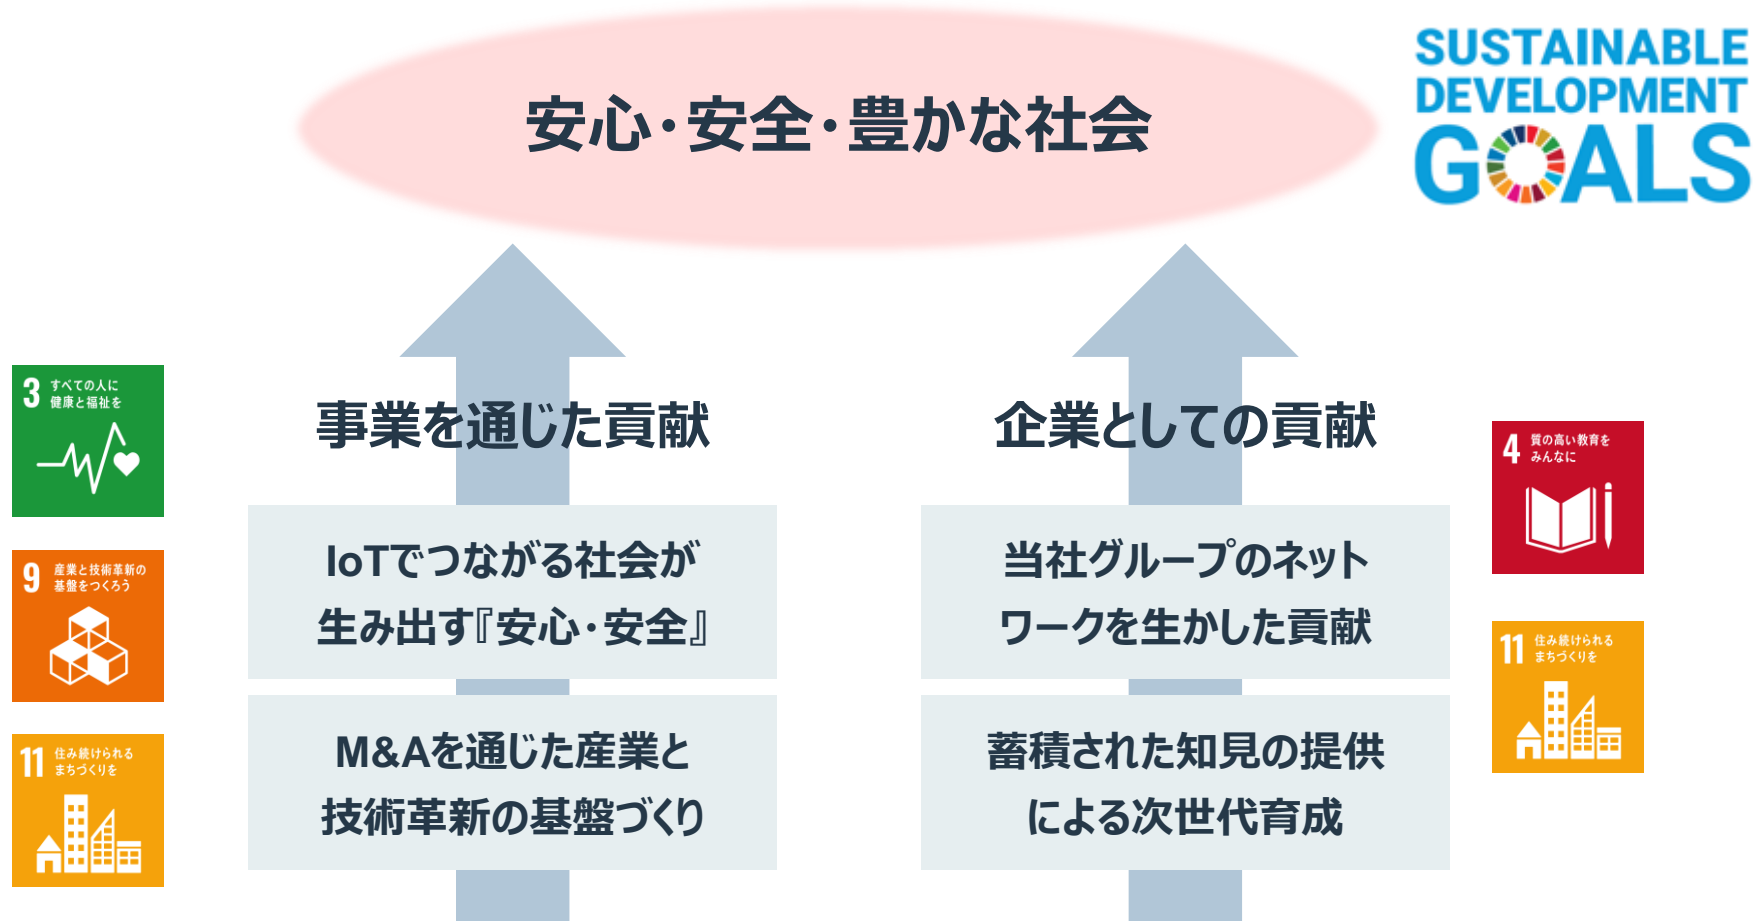 安心・安全・豊かな社会
SUSTAINABLE
DEVELOPMENT
GOALS
3 すべての人に
健康と福祉を
9 産業と技術革新の
基盤をつくろう
11 住み続けられる
まちづくりを
事業を通じた貢献
IoTでつながる社会が
生み出す『安心・安全』
M&Aを通じた産業と
技術革新の基盤づくり
企業としての貢献
当社グループのネット
ワークを生かした貢献
蓄積された知見の提供
による次世代育成
4 質の高い教育を
みんなに
11 住み続けられる
まちづくりを